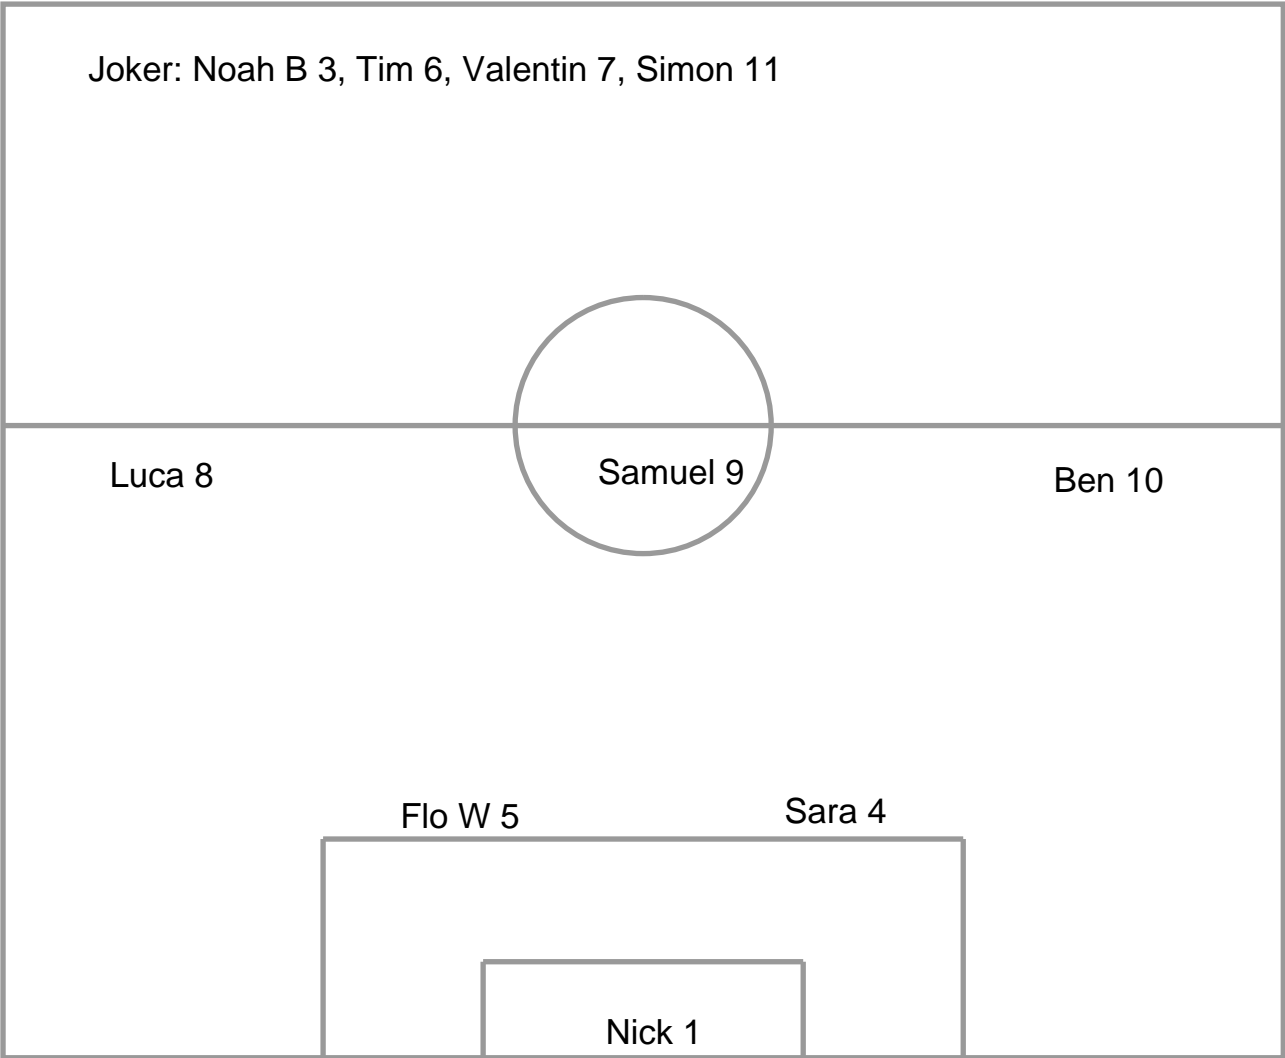 Joker: Noah B 3, Tim 6, Valentin 7, Simon 11
Luca 8
Samuel 9
Ben 10
Flo W 5
Sara 4
Nick 1